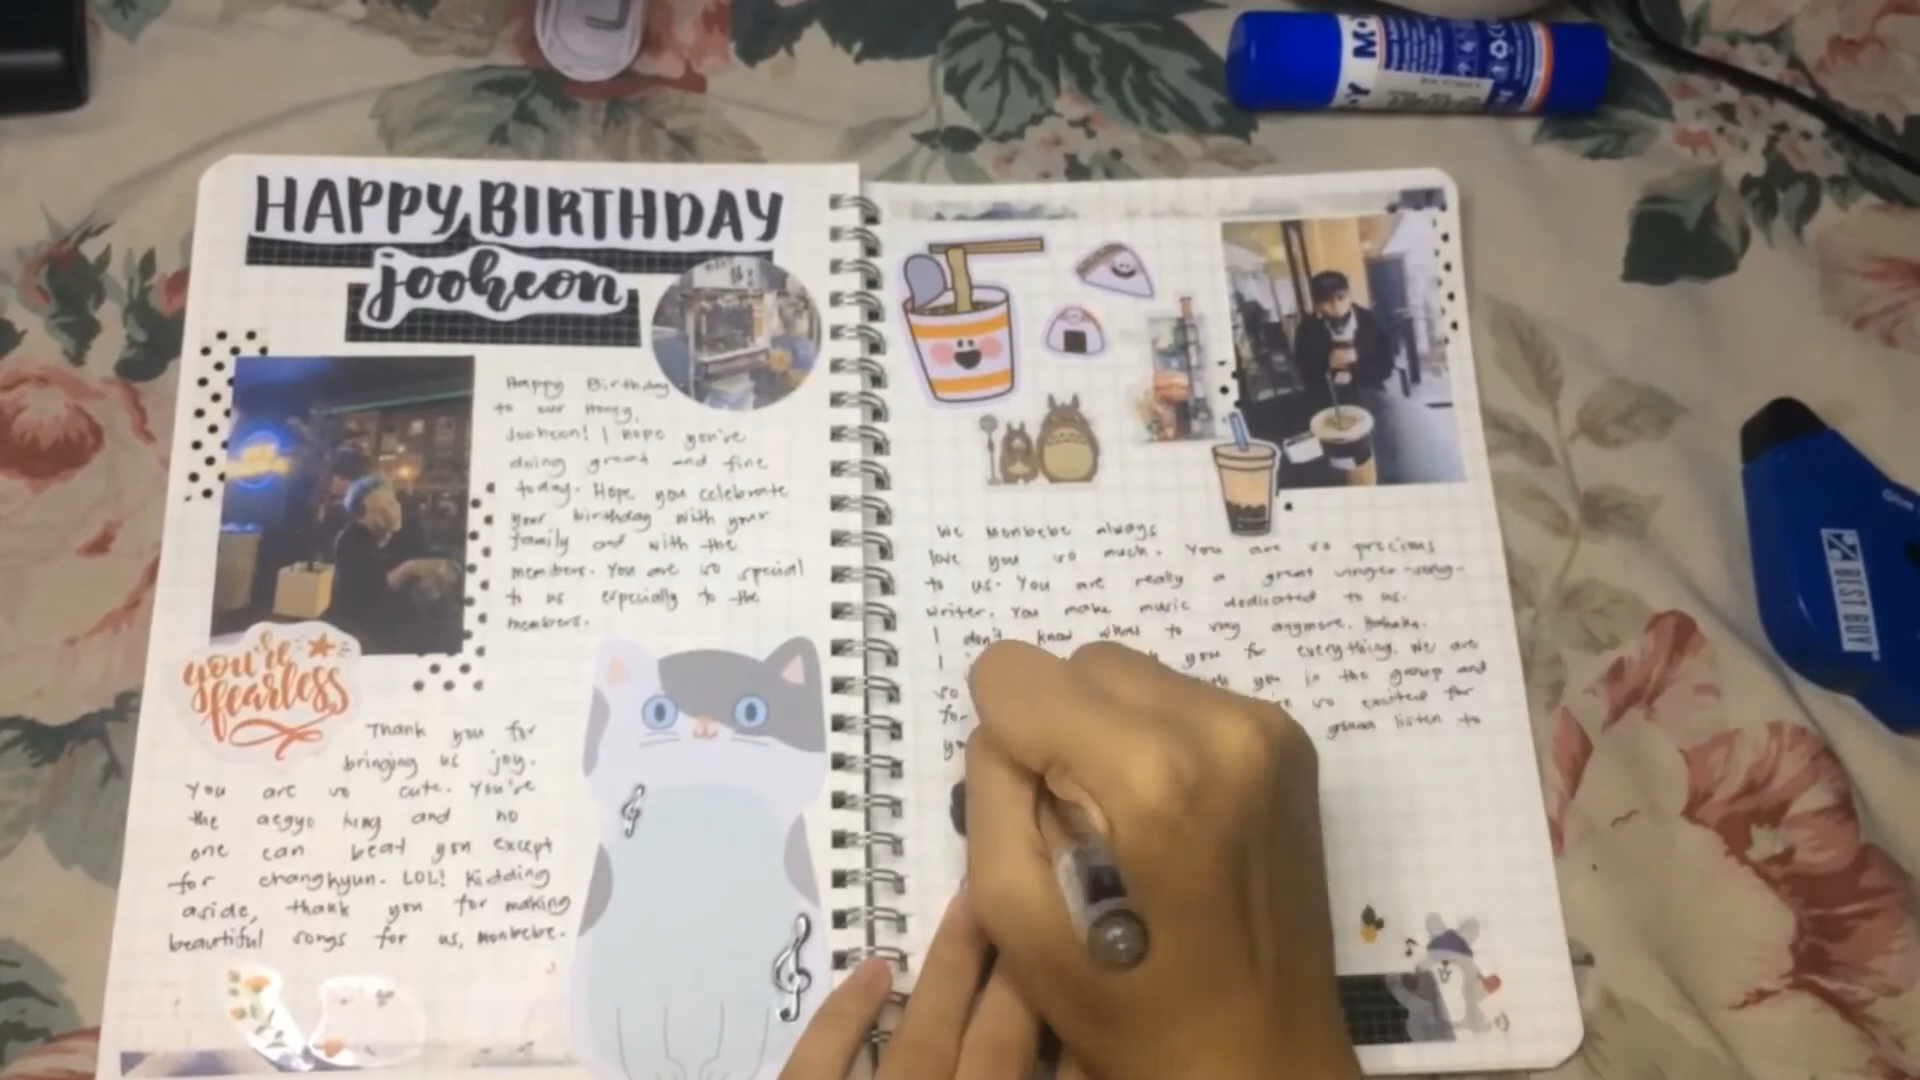 HAPPY BIRTHDAY
jooheon
Happy Birthday
to our Honey,
Jooheon! I hope you're
doing great and fine
today. Hope you celebrate
your birthday with your
family and with the
members. You are so special
to us especially to the
members.
you're
fearless
Thank you for
bringing us joy.
You are so cute. You're
the aegyo king and no
one can beat you except
for changkyun. LOL! Kidding
aside, thank you for making
beautiful songs for us, Monbebe.
We Monbebe always
love you so much. You are so precious
to us. You are really a great singer-song-
writer. You make music dedicated to us.
I don't know what to say anymore. Hahaha.
I you for everything. We are
so with you in the group and
so excited for
gonna listen to
BEST BUY
Glue